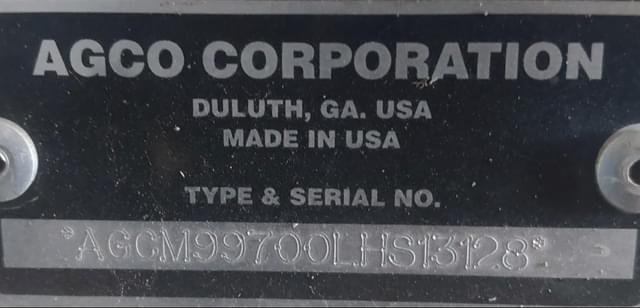 AGCO CORPORATION
DULUTH, GA. USA
MADE IN USA
TYPE & SERIAL NO.
*AGCM99700LHS13128*